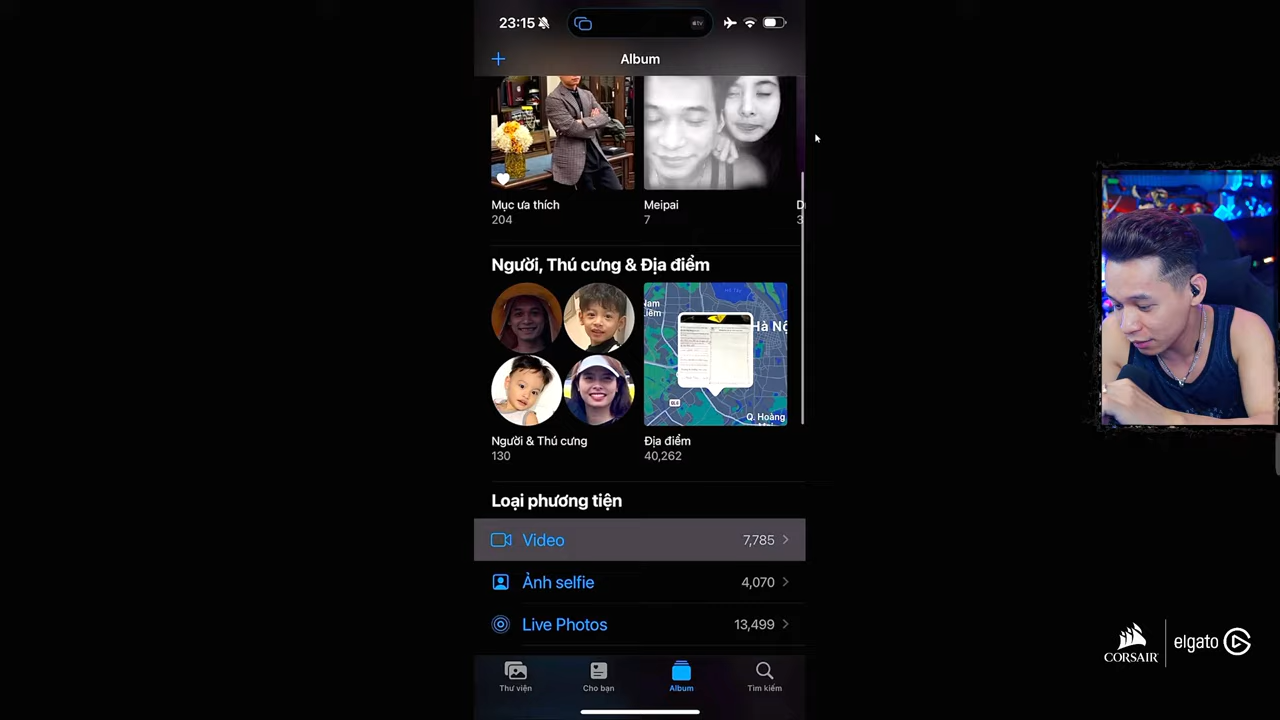 23:15
Album
Mục ưa thích
204
Meipai
7
Người, Thú cưng & Địa điểm
Hà Nộ
Q. Hoàng
Người & Thú cưng
130
Địa điểm
40,262
Loại phương tiện
Video
7,785
Ảnh selfie
4,070
Live Photos
13,499
Thư viện
Cho bạn
Album
Tìm kiếm
CORSAIR
elgato